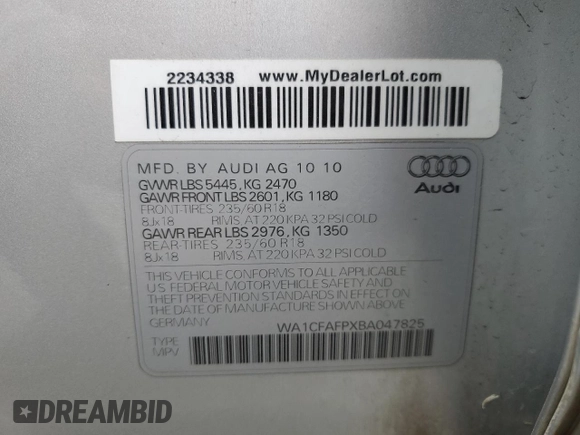 2234338 www.MyDealerLot.com
MFD. BY AUDI AG 10 10
GVWR LBS 5445, KG 2470
GAWR FRONT LBS 2601, KG 1180
FRONT-TIRES 235/60 R18
8Jx18 RIMS AT 220 KPA 32 PSI COLD
GAWR REAR LBS 2976, KG 1350
REAR-TIRES 235/60 R18
8Jx18 RIMS AT 220 KPA 32 PSI COLD
Audi
THIS VEHICLE CONFORMS TO ALL APPLICABLE
U.S. FEDERAL MOTOR VEHICLE SAFETY AND
THEFT PREVENTION STANDARDS IN EFFECT ON
THE DATE OF MANUFACTURE SHOWN ABOVE
GERMANY WA1CFAFPXBA047825
TYPE
MPV
DREAMBID